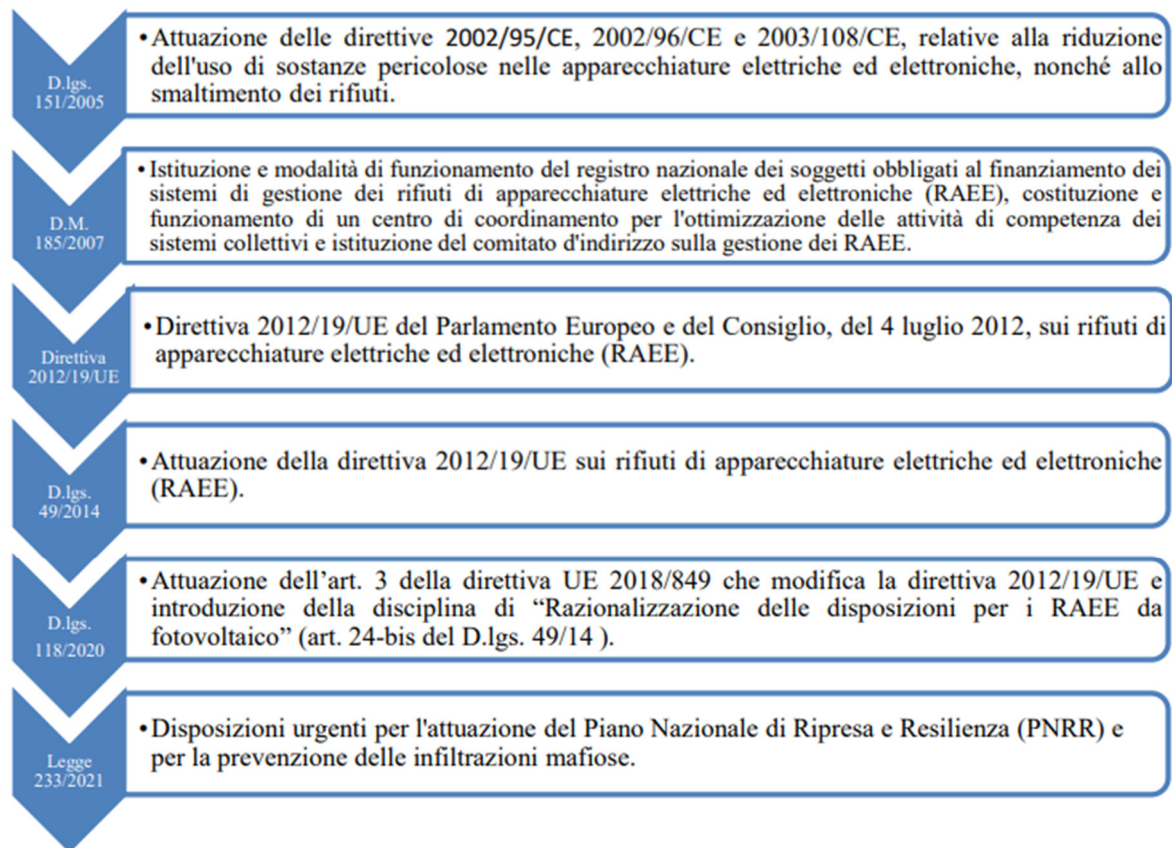 D.lgs.
151/2005
•Attuazione delle direttive 2002/95/CE, 2002/96/CE e 2003/108/CE, relative alla riduzione
dell'uso di sostanze pericolose nelle apparecchiature elettriche ed elettroniche, nonché allo
smaltimento dei rifiuti.
D.M.
185/2007
•Istituzione e modalità di funzionamento del registro nazionale dei soggetti obbligati al finanziamento dei
sistemi di gestione dei rifiuti di apparecchiature elettriche ed elettroniche (RAEE), costituzione e
funzionamento di un centro di coordinamento per l'ottimizzazione delle attività di competenza dei
sistemi collettivi e istituzione del comitato d'indirizzo sulla gestione dei RAEE.
Direttiva
2012/19/UE
•Direttiva 2012/19/UE del Parlamento Europeo e del Consiglio, del 4 luglio 2012, sui rifiuti di
apparecchiature elettriche ed elettroniche (RAEE).
D.lgs.
49/2014
•Attuazione della direttiva 2012/19/UE sui rifiuti di apparecchiature elettriche ed elettroniche
(RAEE).
D.lgs.
118/2020
•Attuazione dell’art. 3 della direttiva UE 2018/849 che modifica la direttiva 2012/19/UE e
introduzione della disciplina di “Razionalizzazione delle disposizioni per i RAEE da
fotovoltaico” (art. 24-bis del D.lgs. 49/14 ).
Legge
233/2021
•Disposizioni urgenti per l'attuazione del Piano Nazionale di Ripresa e Resilienza (PNRR) e
per la prevenzione delle infiltrazioni mafiose.